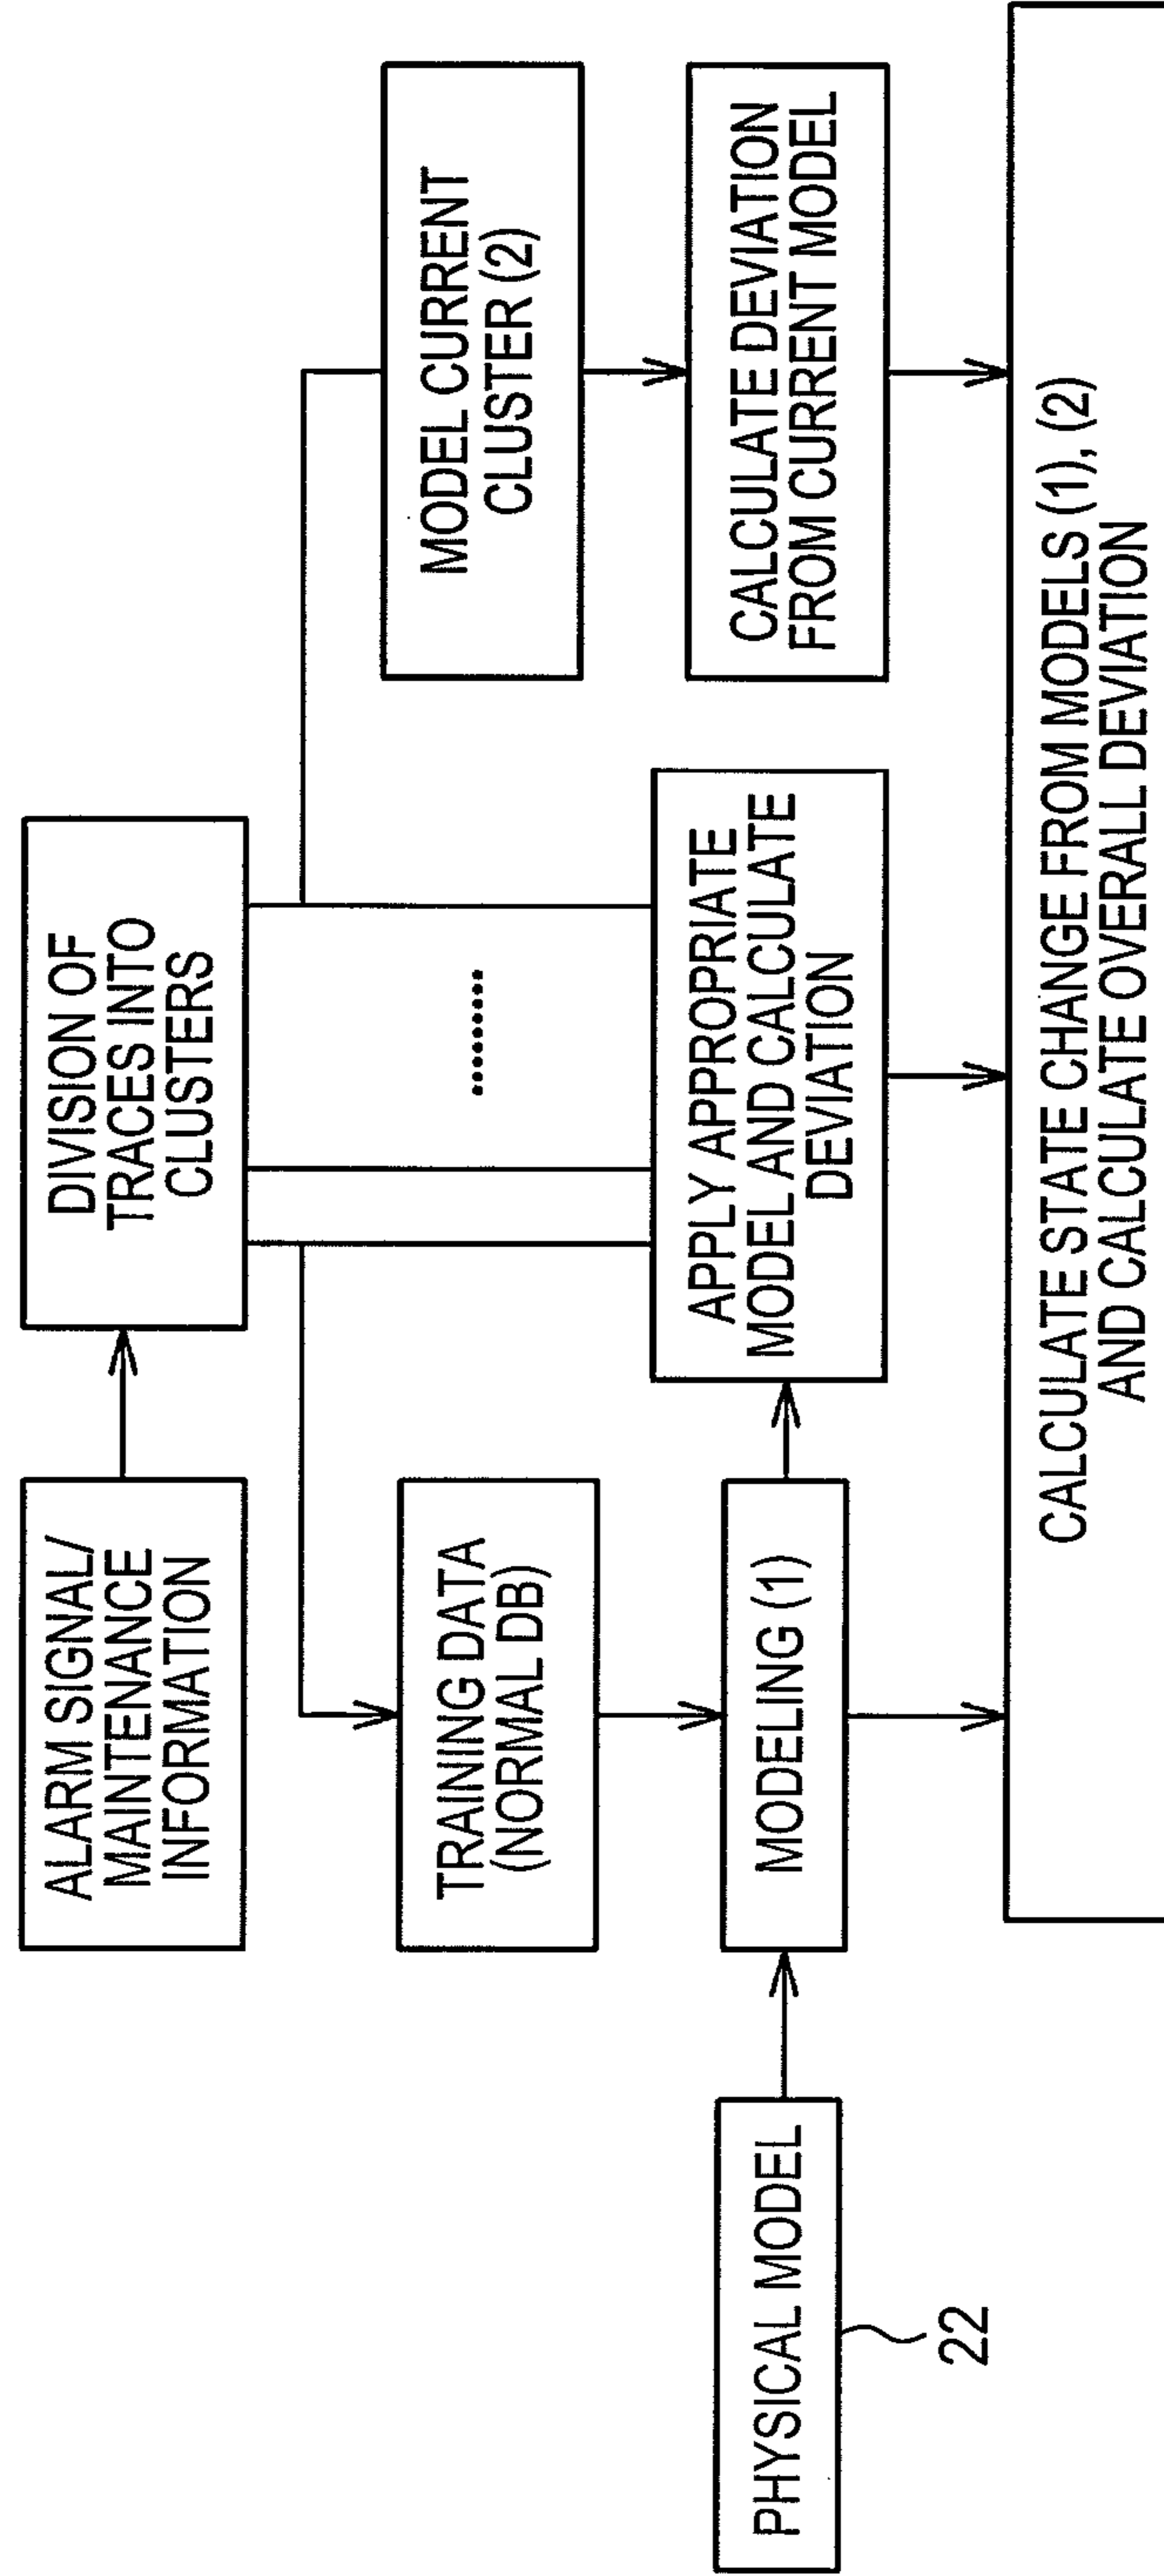 ALARM SIGNAL/
MAINTENANCE
INFORMATION
DIVISION OF
TRACES INTO
CLUSTERS
TRAINING DATA
(NORMAL DB)
MODEL CURRENT
CLUSTER (2)
PHYSICAL MODEL
22
MODELING (1)
APPLY APPROPRIATE
MODEL AND CALCULATE
DEVIATION
CALCULATE DEVIATION
FROM CURRENT MODEL
CALCULATE STATE CHANGE FROM MODELS (1), (2)
AND CALCULATE OVERALL DEVIATION